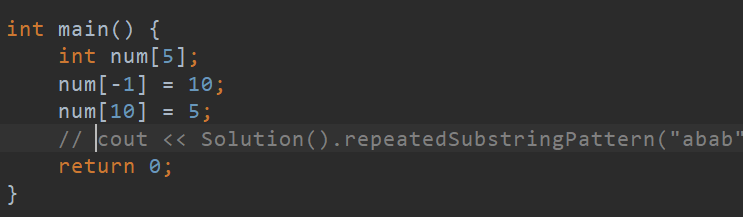 int main() {
    int num[5];
    num[-1] = 10;
    num[10] = 5;
    // cout << Solution().repeatedSubstringPattern("abab"
    return 0;
}